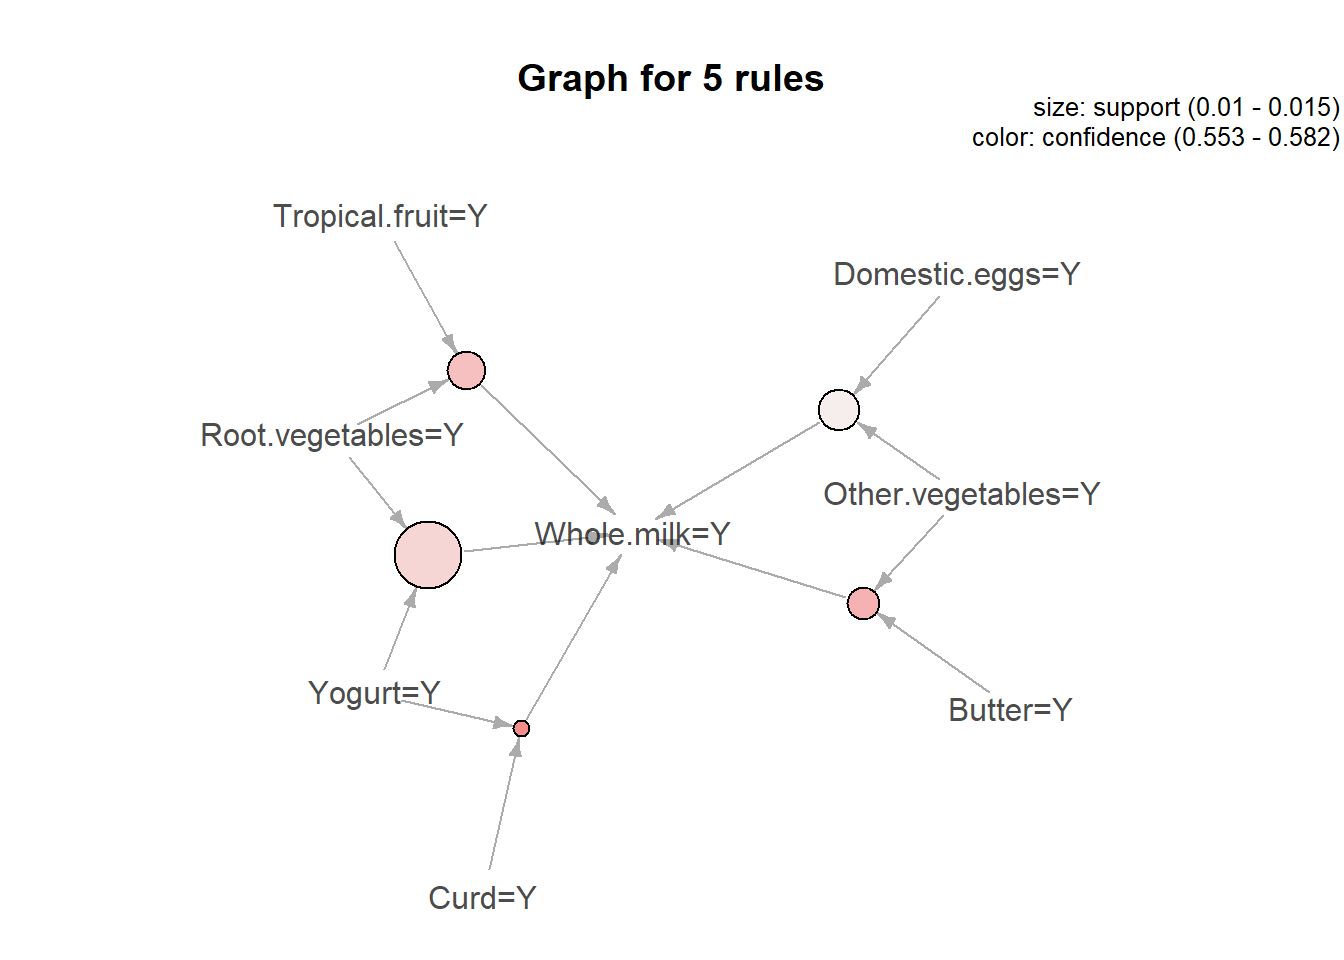 Graph for 5 rules
size: support (0.01 - 0.015)
color: confidence (0.553 - 0.582)
Tropical.fruit=Y
Domestic.eggs=Y
Root.vegetables=Y
Other.vegetables=Y
Whole.milk=Y
Yogurt=Y
Butter=Y
Curd=Y